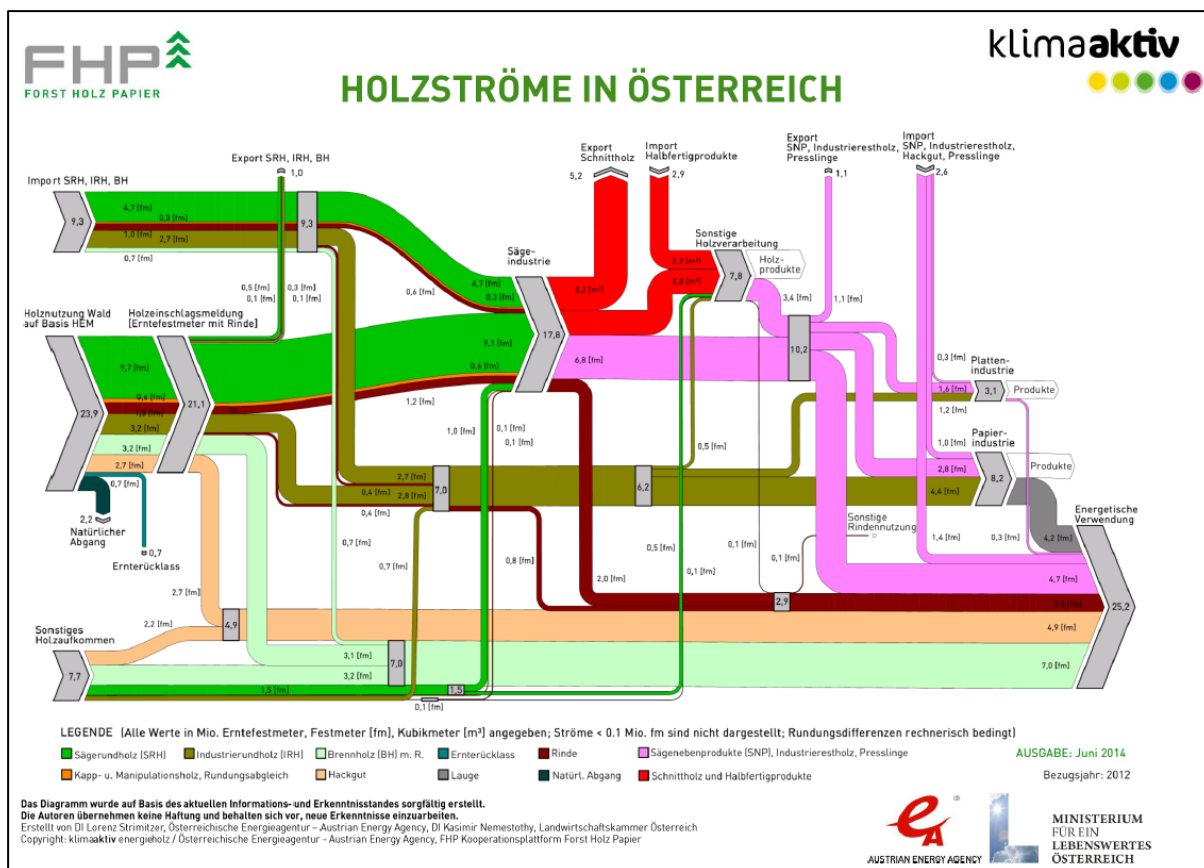 FHP
FORST HOLZ PAPIER
klimaaktiv
HOLZSTRÖME IN ÖSTERREICH
Import SRH, IRH, BH
9,3
4,7 [fm]
0,3 [fm]
1,0 [fm]
2,7 [fm]
0,7 [fm]
Export SRH, IRH, BH
1,0
9,3
0,5 [fm]
0,1 [fm]
0,3 [fm]
0,1 [fm]
0,6 [fm]
Export
Schnittholz
5,2
Import
Halbfertigprodukte
2,9
Export
SNP, Industrierestholz,
Presslinge
1,1
Import
SNP, Industrierestholz,
Hackgut, Presslinge
2,6
Säge-
industrie
4,7 [fm]
0,3 [fm]
17,8
9,1 [fm]
0,6 [fm]
1,2 [fm]
5,2 [m³]
2,9 [m³]
3,8 [m³]
6,8 [fm]
Sonstige
Holzverarbeitung
7,8
Holz-
produkte
3,4 [fm]
1,1 [fm]
10,2
Holznutzung Wald
auf Basis HEM
23,9
9,7 [fm]
0,6 [fm]
1,0 [fm]
3,2 [fm]
3,2 [fm]
2,7 [fm]
0,7 [fm]
Holzeinschlagsmeldung
[Erntefestmeter mit Rinde]
21,1
2,2
Natürlicher
Abgang
0,7
Ernterücklass
1,0 [fm]
0,1 [fm]
0,1 [fm]
2,7 [fm]
0,4 [fm]
2,8 [fm]
0,4 [fm]
7,0
0,7 [fm]
0,7 [fm]
0,8 [fm]
2,0 [fm]
6,2
0,5 [fm]
0,5 [fm]
0,1 [fm]
0,1 [fm]
0,3 [fm]
Platten-
industrie
1,6 [fm]
3,1
Produkte
1,2 [fm]
Papier-
industrie
1,0 [fm]
2,8 [fm]
4,4 [fm]
8,2
Produkte
Sonstige
Rindennutzung
0,1 [fm]
1,4 [fm]
0,3 [fm]
4,2 [fm]
Energetische
Verwendung
4,7 [fm]
2,9
25,2
4,9 [fm]
7,0 [fm]
Sonstiges
Holzaufkommen
7,7
2,7 [fm]
2,2 [fm]
4,9
3,1 [fm]
3,2 [fm]
7,0
1,5 [fm]
1,5
0,1 [fm]
LEGENDE (Alle Werte in Mio. Erntefestmeter, Festmeter [fm], Kubikmeter [m³] angegeben; Ströme < 0.1 Mio. fm sind nicht dargestellt; Rundungsdifferenzen rechnerisch bedingt)
Sägerundholz (SRH) Industrierundholz (IRH) Brennholz (BH) m. R. Ernterücklass Rinde Sägenebenprodukte (SNP), Industrierestholz, Presslinge
Kapp- u. Manipulationsholz, Rundungsabgleich Hackgut Lauge Natürl. Abgang Schnittholz und Halbfertigprodukte
AUSGABE: Juni 2014
Bezugsjahr: 2012
Das Diagramm wurde auf Basis des aktuellen Informations- und Erkenntnisstandes sorgfältig erstellt.
Die Autoren übernehmen keine Haftung und behalten sich vor, neue Erkenntnisse einzuarbeiten.
Erstellt von DI Lorenz Strimitzer, Österreichische Energieagentur – Austrian Energy Agency, DI Kasimir Nemestothy, Landwirtschaftskammer Österreich
Copyright: klimaaktiv energieholz / Österreichische Energieagentur - Austrian Energy Agency, FHP Kooperationsplattform Forst Holz Papier
AUSTRIAN ENERGY AGENCY
MINISTERIUM
FÜR EIN
LEBENSWERTES
ÖSTERREICH